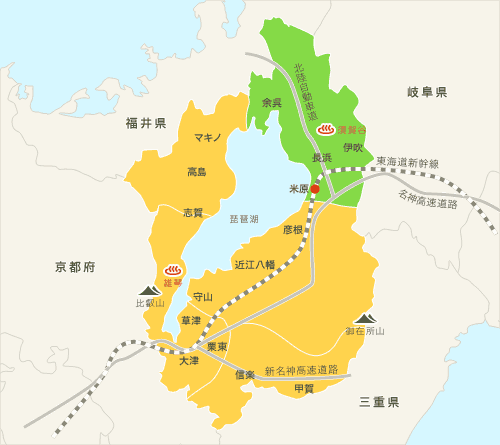 北陸自動車道
岐阜県
余呉
福井県
須賀谷
マキノ
伊吹
長浜
東海道新幹線
高島
米原
名神高速道路
志賀
琵琶湖
彦根
京都府
近江八幡
雄琴
守山
比叡山
草津
御在所山
栗東
大津
新名神高速道路
信楽
甲賀
三重県